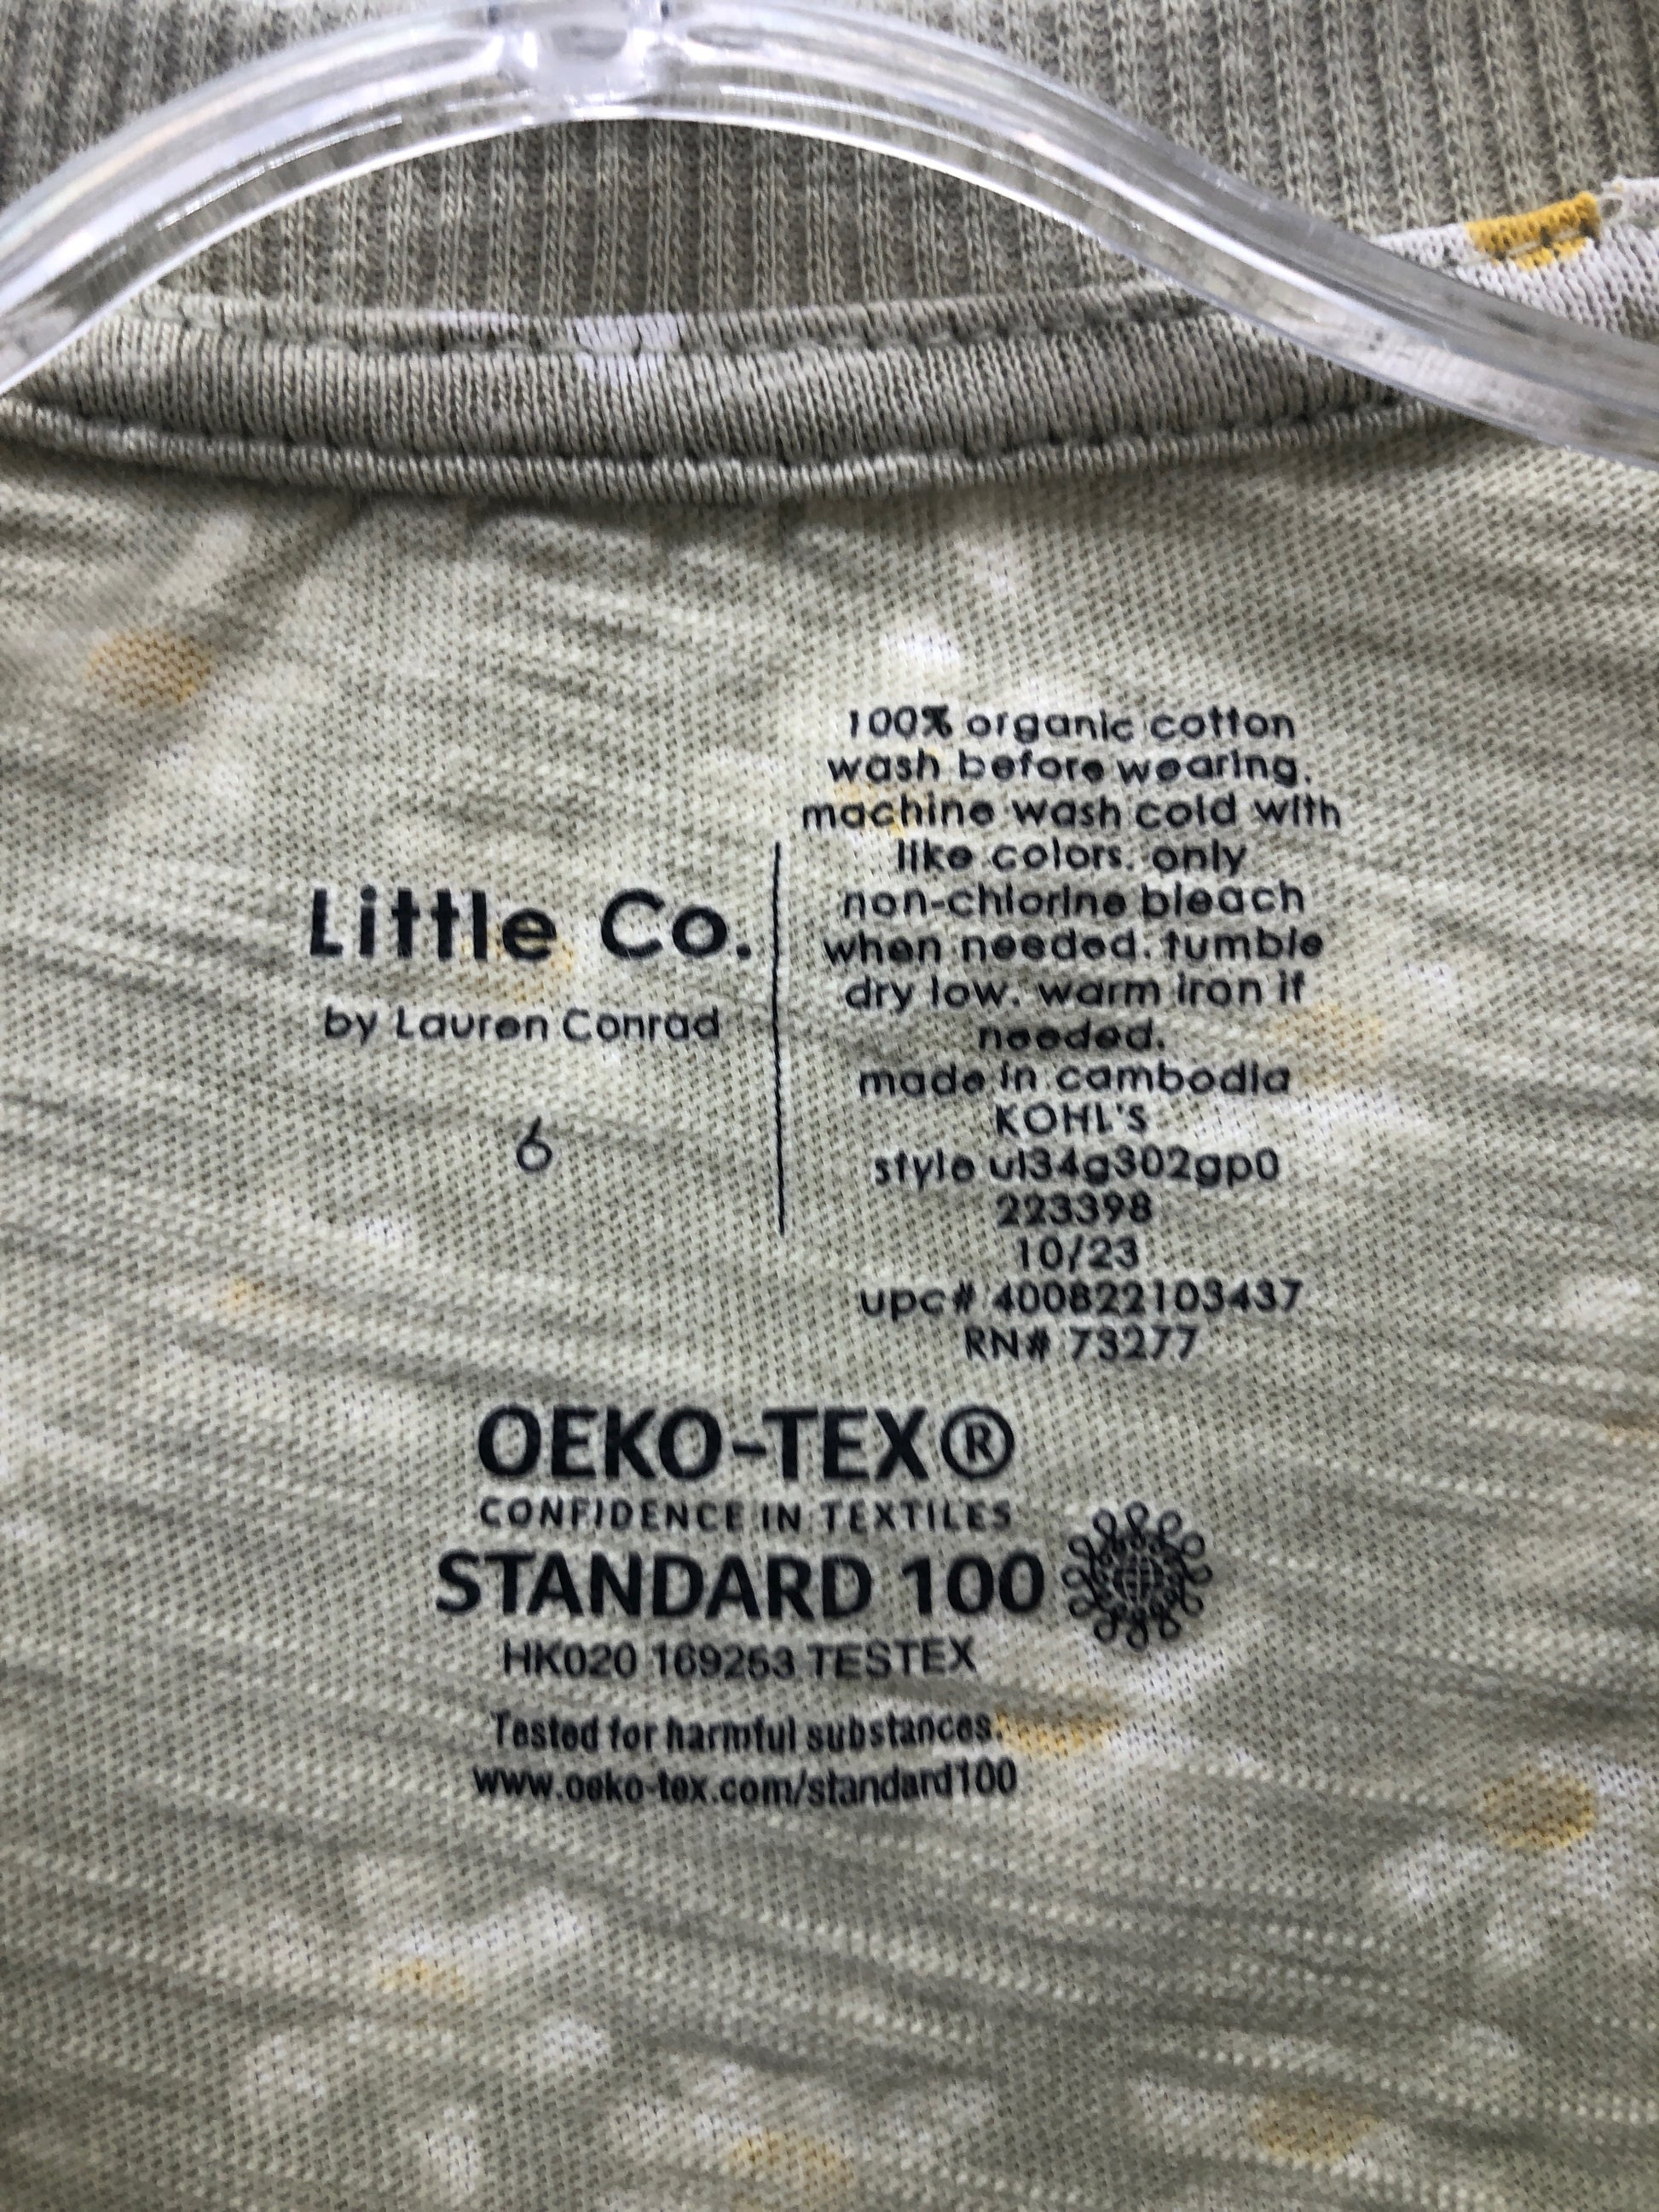 Little Co.
by Lauren Conrad
6
100% organic cotton
wash before wearing.
machine wash cold with
like colors. only
non-chlorine bleach
when needed. tumble
dry low. warm iron if
needed.
made in cambodia
KOHL'S
style ul34g302gp0
223398
10/23
upc# 400822103437
RN# 73277
OEKO-TEX®
CONFIDENCE IN TEXTILES
STANDARD 100
HK020 169253 TESTEX
Tested for harmful substances.
www.oeko-tex.com/standard100